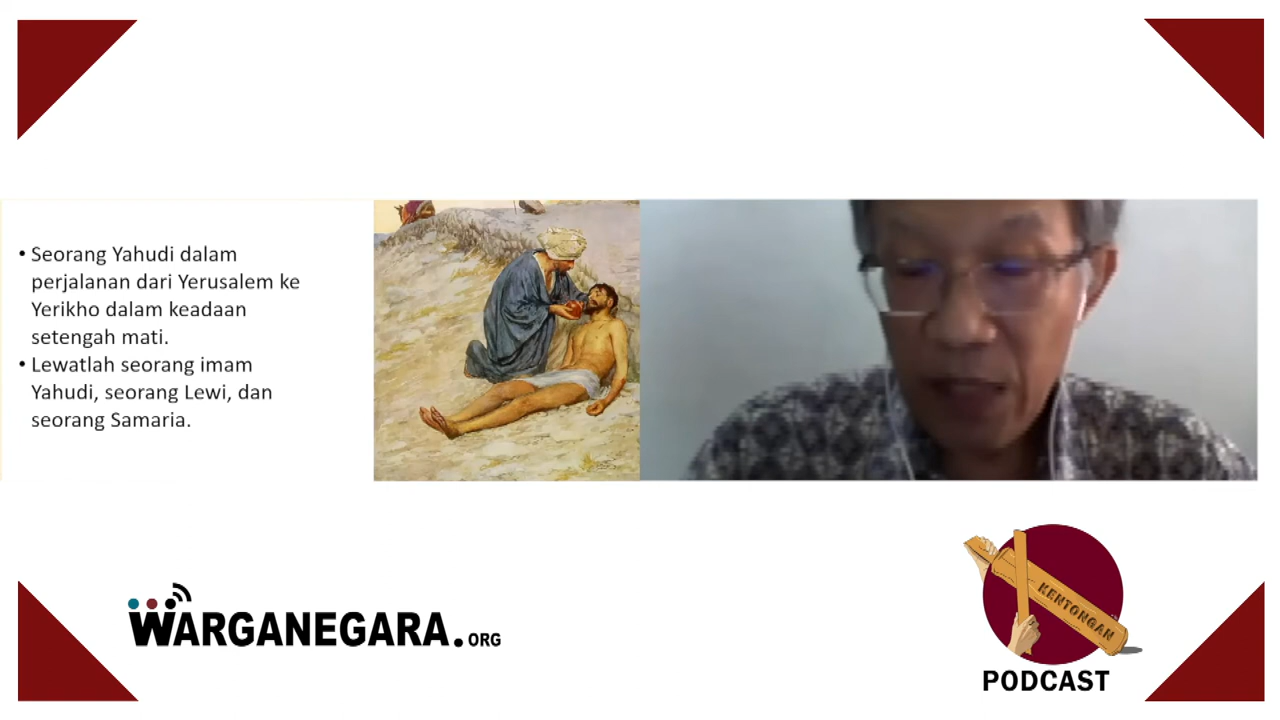 • Seorang Yahudi dalam
perjalanan dari Yerusalem ke
Yerikho dalam keadaan
setengah mati.
• Lewatlah seorang imam
Yahudi, seorang Lewi, dan
seorang Samaria.
WARGANEGARA.ORG
KENTONGAN
PODCAST